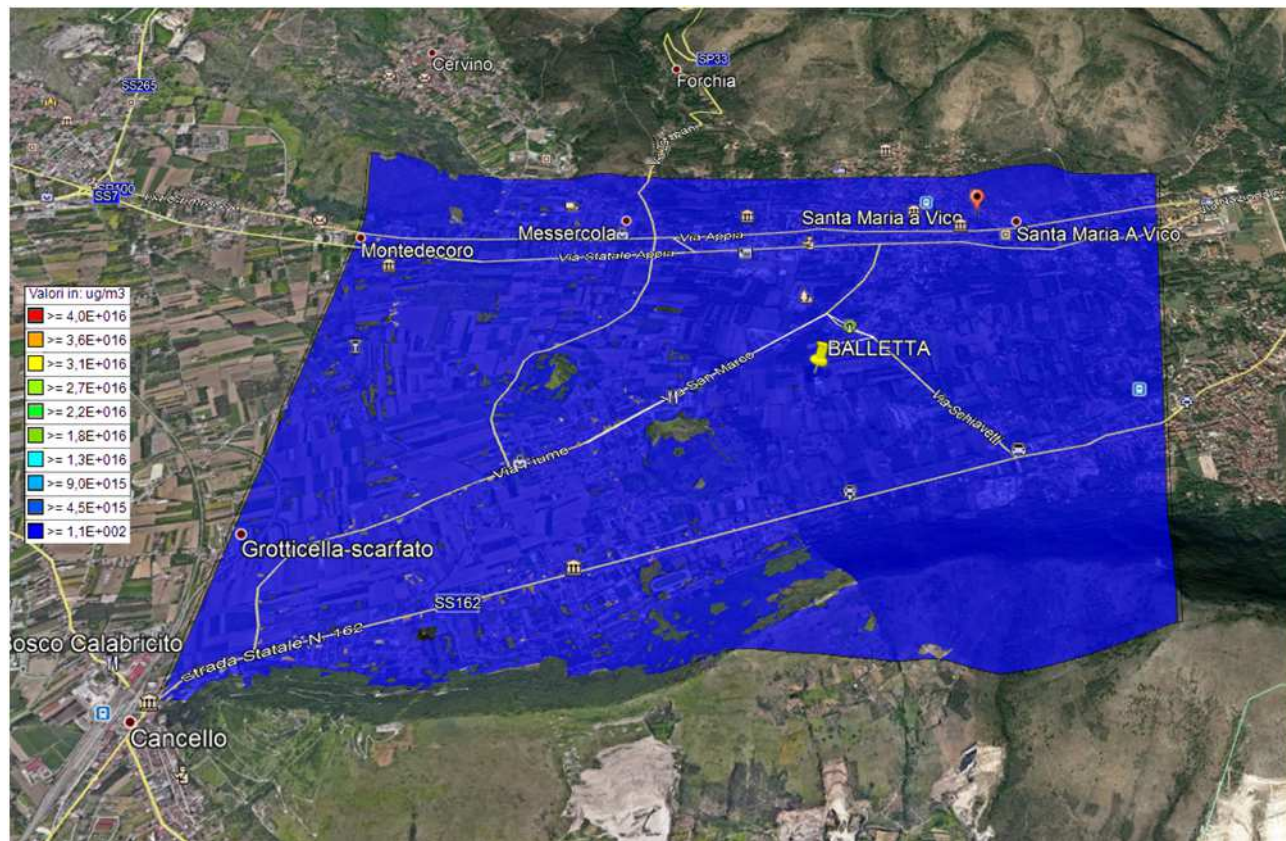 Cervino
SP33
Forchia
SS265
SS7
Santa Maria a Vico
Messercola
Via Appia
Santa Maria A Vico
Montedecoro
Via Statale Appia
Valori in: ug/m3
>= 4,0E+016
>= 3,6E+016
>= 3,1E+016
>= 2,7E+016
>= 2,2E+016
>= 1,8E+016
>= 1,3E+016
>= 9,0E+015
>= 4,5E+015
>= 1,1E+002
BALLETTA
Via San Marco
Via Schiavetti
Via Fiume
Grotticella-scarfato
SS162
Strada Statale N. 162
Bosco Calabricito
Cancello